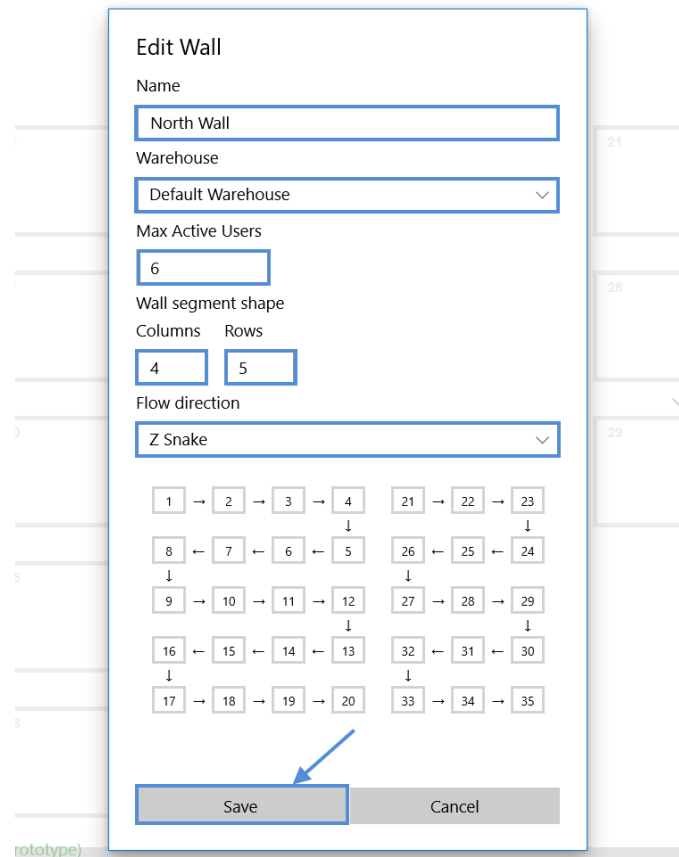 Edit Wall
Name
North Wall
Warehouse
Default Warehouse
Max Active Users
6
Wall segment shape
Columns Rows
4 5
Flow direction
Z Snake
1 → 2 → 3 → 4 21 → 22 → 23
↓ ↓
8 ← 7 ← 6 ← 5 26 ← 25 ← 24
↓ ↓
9 → 10 → 11 → 12 27 → 28 → 29
↓ ↓
16 ← 15 ← 14 ← 13 32 ← 31 ← 30
↓ ↓
17 → 18 → 19 → 20 33 → 34 → 35
Save Cancel
21
28
29
rototype)